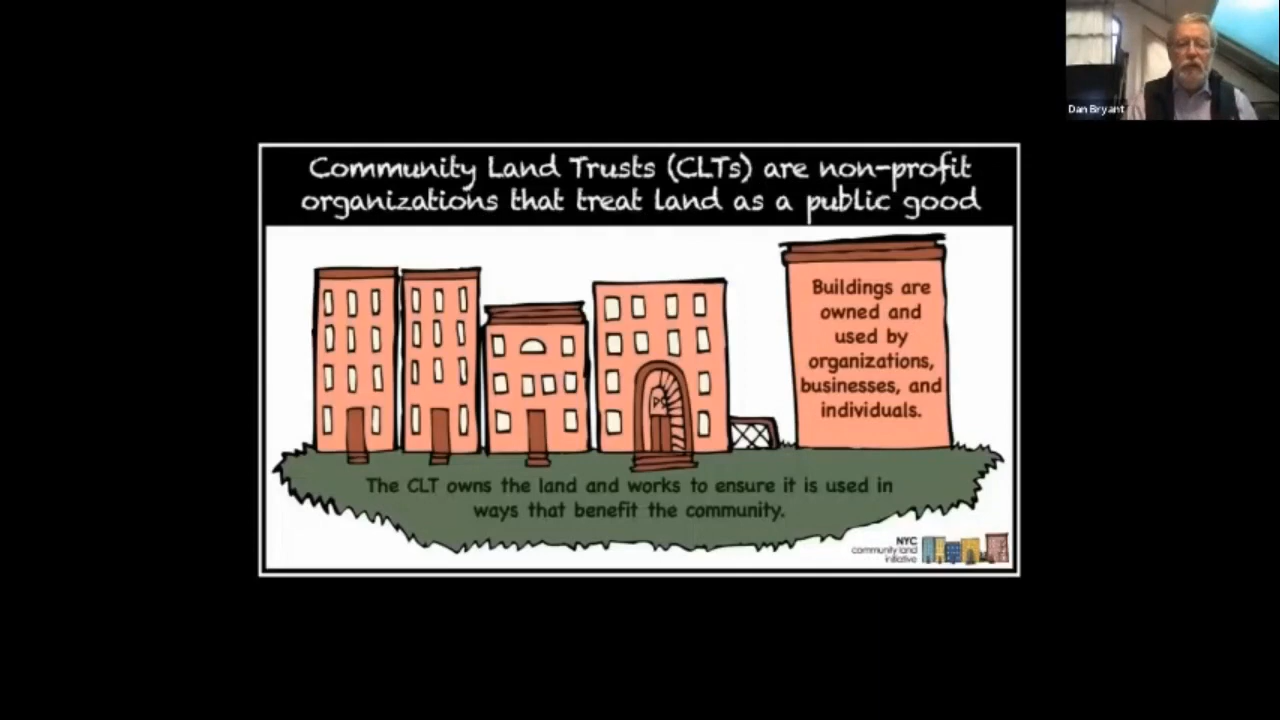 Dan Bryant
Community Land Trusts (CLTs) are non-profit
organizations that treat land as a public good
Buildings are
owned and
used by
organizations,
businesses, and
individuals.
The CLT owns the land and works to ensure it is used in
ways that benefit the community.
NYC
community land
initiative